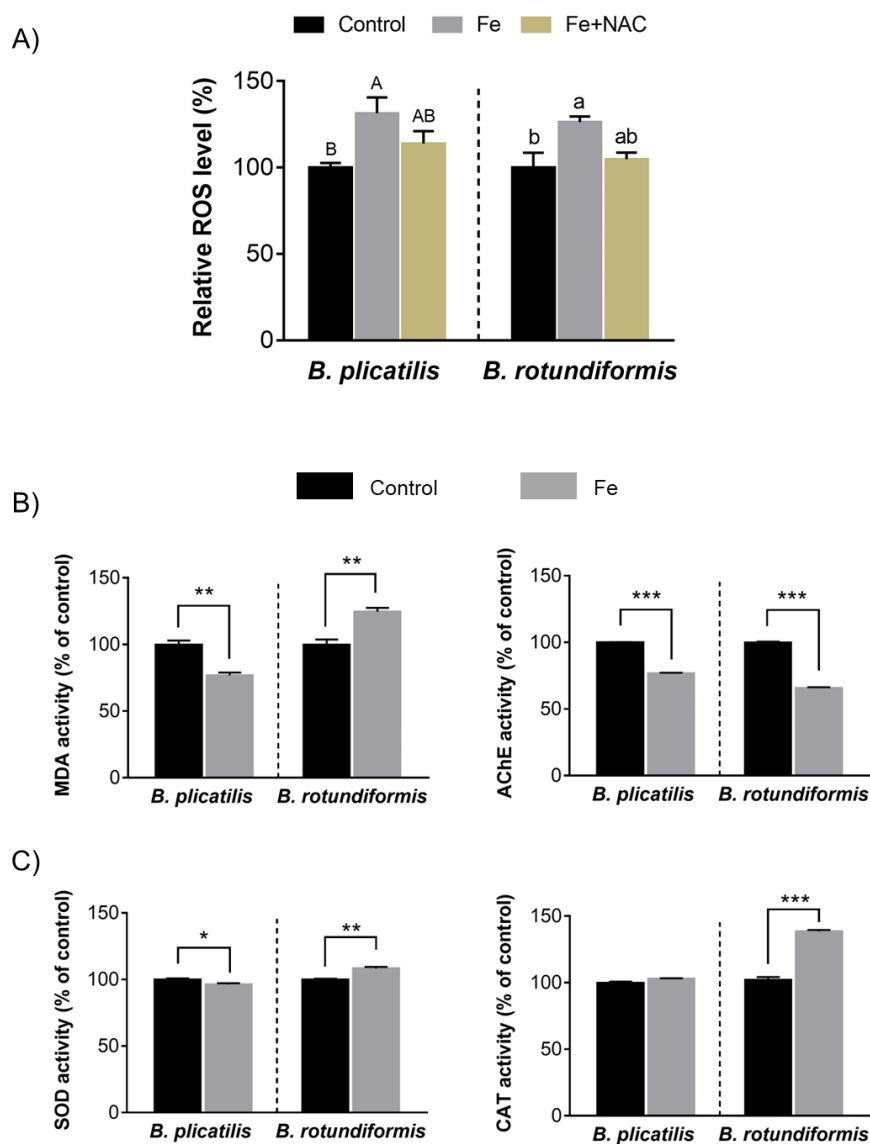 A)
Control Fe Fe+NAC
Relative ROS level (%)
150
100
50
0
B A AB b a ab
B. plicatilis B. rotundiformis
B)
Control Fe
MDA activity (% of control)
150
100
50
0
** **
B. plicatilis B. rotundiformis
AChE activity (% of control)
150
100
50
0
*** ***
B. plicatilis B. rotundiformis
C)
SOD activity (% of control)
150
100
50
0
* **
B. plicatilis B. rotundiformis
CAT activity (% of control)
150
100
50
0
***
B. plicatilis B. rotundiformis